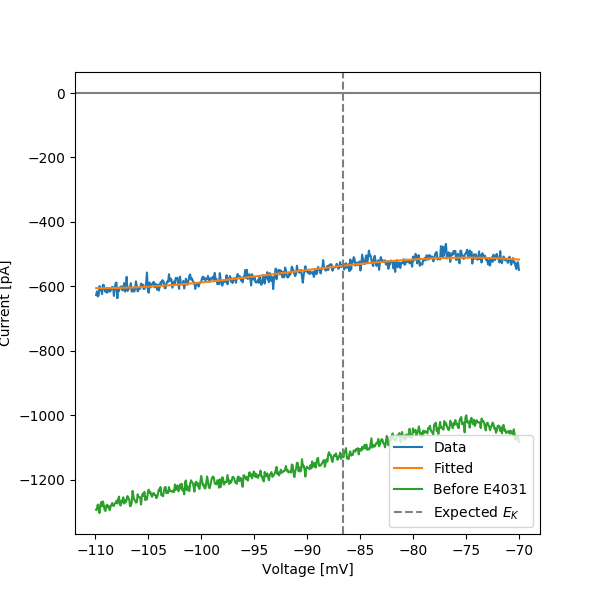 0
−200
−400
−600
−800
−1000
−1200
Current [pA]
−110 −105 −100 −95 −90 −85 −80 −75 −70
Voltage [mV]
Data
Fitted
Before E4031
Expected E_K